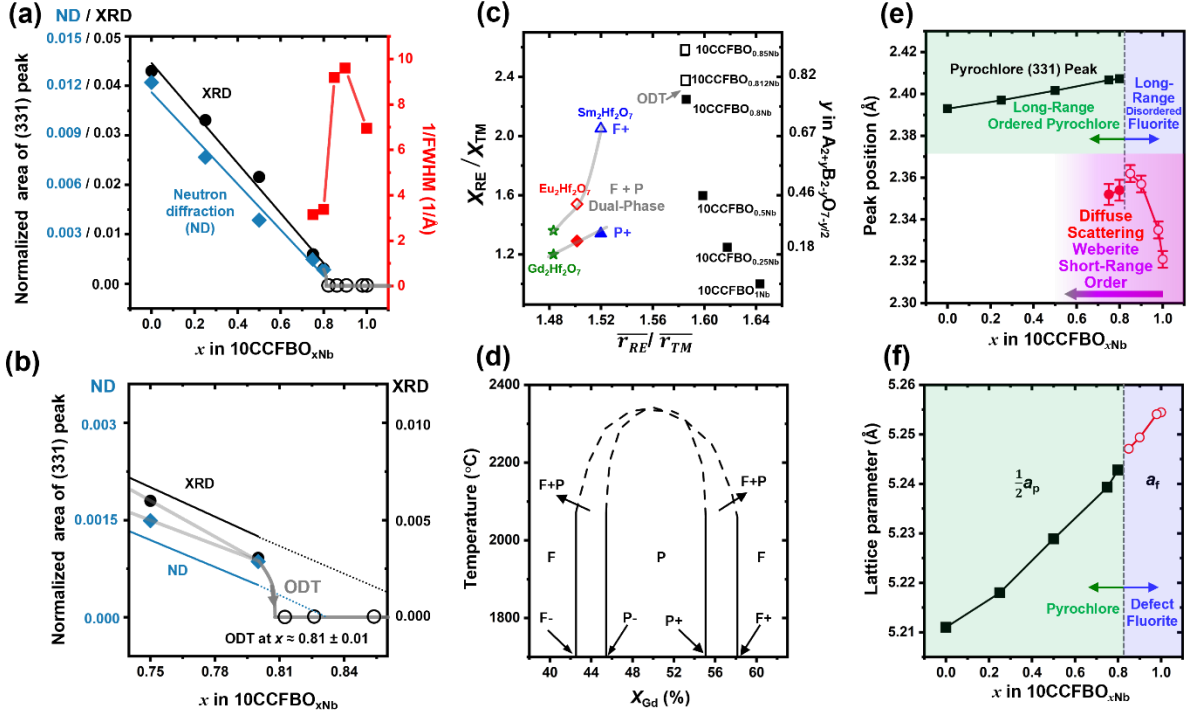 (a)
ND / XRD
0.015 / 0.05
0.012 / 0.04
0.009 / 0.03
0.006 / 0.02
0.003 / 0.01
0.00
Normalized area of (331) peak
XRD
Neutron
diffraction
(ND)
10
8
6
4
2
0
1/FWHM (1/Å)
0.0 0.2 0.4 0.6 0.8 1.0
x in 10CCFBOxNb
(b)
ND
XRD
0.003
0.0015
0.000
Normalized area of (331) peak
XRD
ND
ODT
ODT at x ≈ 0.81 ± 0.01
0.010
0.005
0.000
0.75 0.78 0.81 0.84
x in 10CCFBOxNb
(c)
2.8
2.4
2.0
1.6
1.2
XRE / XTM
10CCFBO0.85Nb
10CCFBO0.812Nb
ODT
10CCFBO0.8Nb
Sm2Hf2O7
F+
Eu2Hf2O7
F + P
Dual-Phase
10CCFBO0.5Nb
P+
Gd2Hf2O7
10CCFBO0.25Nb
10CCFBO1Nb
0.82
0.67
0.46
0.18
y in A2+yB2-yO7-y/2
1.48 1.52 1.60 1.64
rRE / rTM
(d)
2400
2200
2000
1800
Temperature (°C)
F+P
F+P
F
P
F
F-
P-
P+
F+
40 44 48 52 56 60
XGd (%)
(e)
2.42
2.40
2.38
2.36
2.34
2.32
2.30
Peak position (Å)
Pyrochlore (331) Peak
Long-Range
Ordered Pyrochlore
Long-
Range
Disordered
Fluorite
Diffuse
Scattering
Weberite
Short-Range
Order
0.0 0.2 0.4 0.6 0.8 1.0
x in 10CCFBOxNb
(f)
5.26
5.25
5.24
5.23
5.22
5.21
Lattice parameter (Å)
½ap
af
Pyrochlore
Defect
Fluorite
0.0 0.2 0.4 0.6 0.8 1.0
x in 10CCFBOxNb